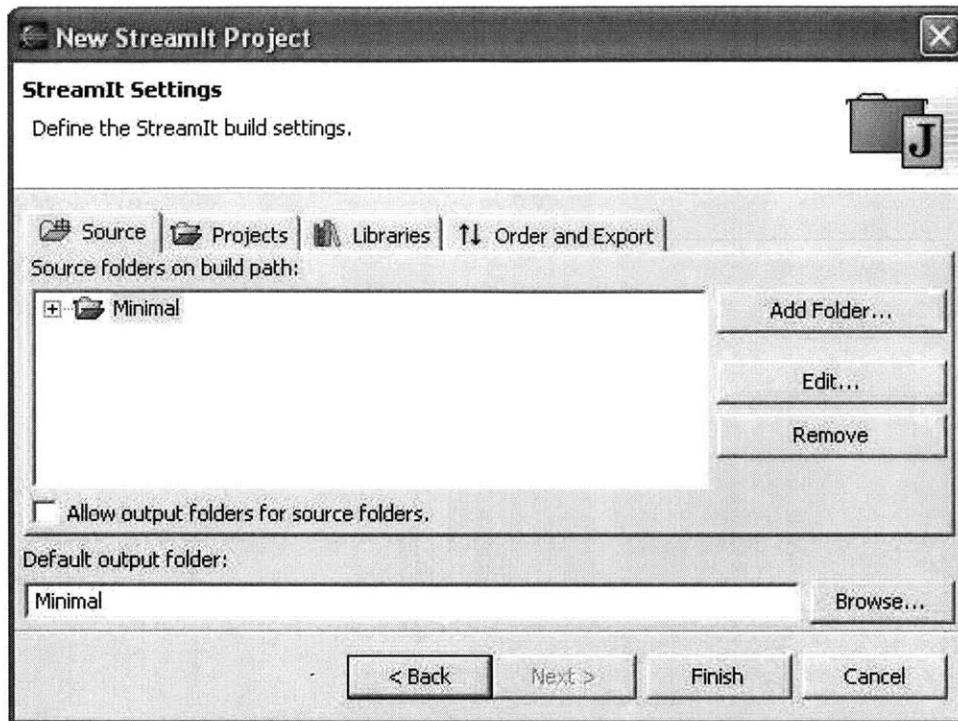 New StreamIt Project
StreamIt Settings
Define the StreamIt build settings.
J
Source Projects Libraries Order and Export
Source folders on build path:
Minimal
Add Folder...
Edit...
Remove
Allow output folders for source folders.
Default output folder:
Minimal Browse...
< Back Next > Finish Cancel